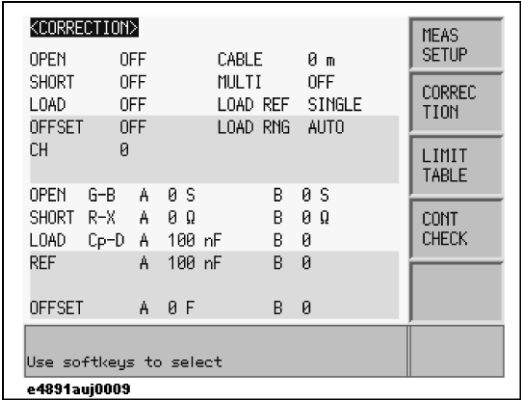 <CORRECTION>
OPEN OFF CABLE 0 m
SHORT OFF MULTI OFF
LOAD OFF LOAD REF SINGLE
OFFSET OFF LOAD RNG AUTO
CH 0
OPEN G-B A 0 S B 0 S
SHORT R-X A 0 Ω B 0 Ω
LOAD Cp-D A 100 nF B 0
REF A 100 nF B 0
OFFSET A 0 F B 0
MEAS
SETUP
CORREC
TION
LIMIT
TABLE
CONT
CHECK
Use softkeys to select
e4891auj0009